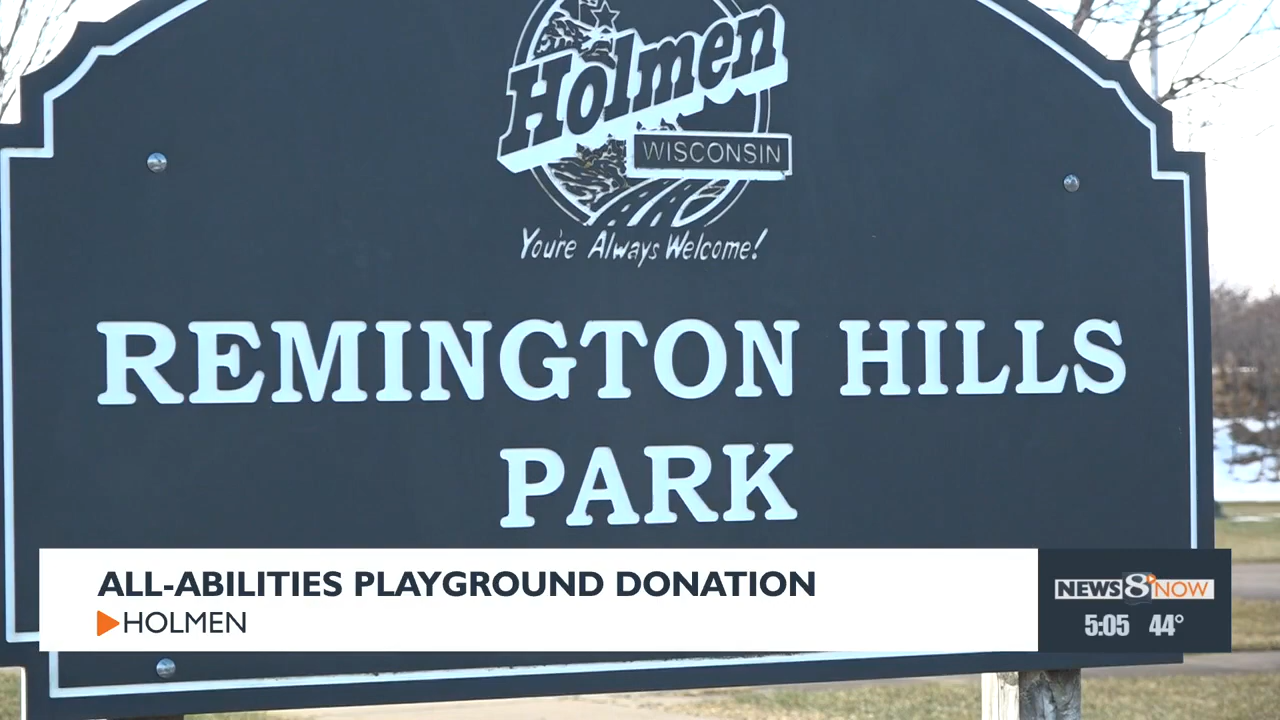 Holmen
WISCONSIN
You're Always Welcome!
REMINGTON HILLS
PARK
ALL-ABILITIES PLAYGROUND DONATION
HOLMEN
NEWS 8 NOW
5:05 44°